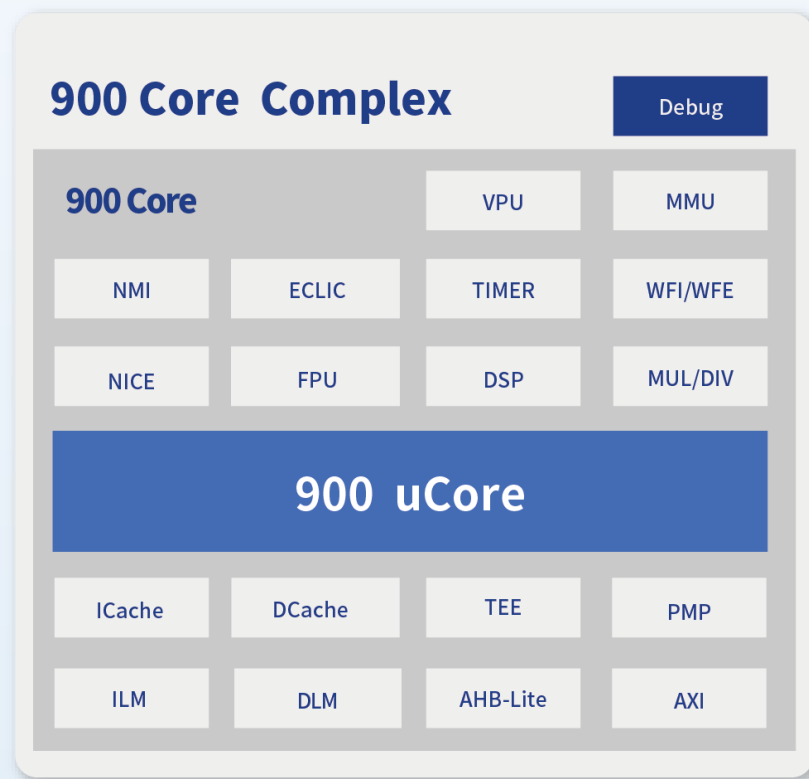 900 Core Complex
Debug
900 Core
VPU
MMU
NMI
ECLIC
TIMER
WFI/WFE
NICE
FPU
DSP
MUL/DIV
900 uCore
ICache
DCache
TEE
PMP
ILM
DLM
AHB-Lite
AXI